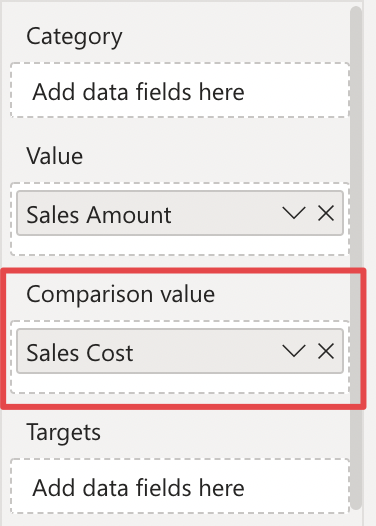 Category
Add data fields here
Value
Sales Amount
Comparison value
Sales Cost
Targets
Add data fields here